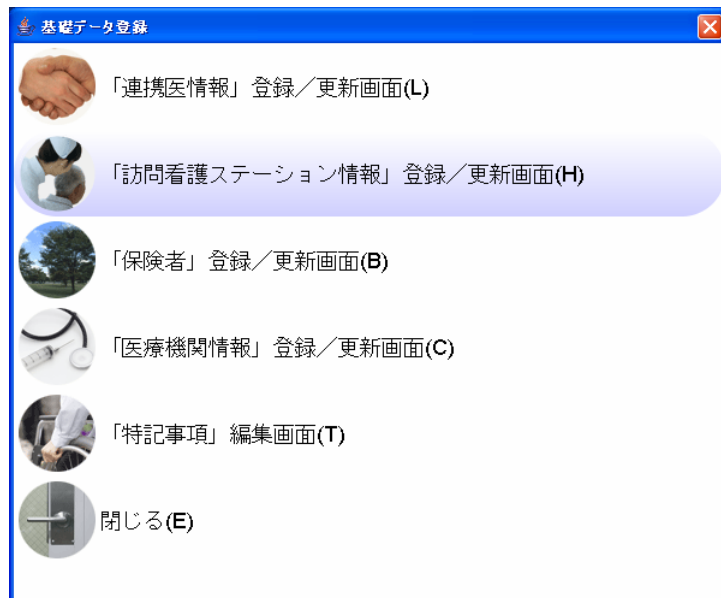 基礎データ登録
「連携医情報」登録／更新画面(L)
「訪問看護ステーション情報」登録／更新画面(H)
「保険者」登録／更新画面(B)
「医療機関情報」登録／更新画面(C)
「特記事項」編集画面(T)
閉じる(E)